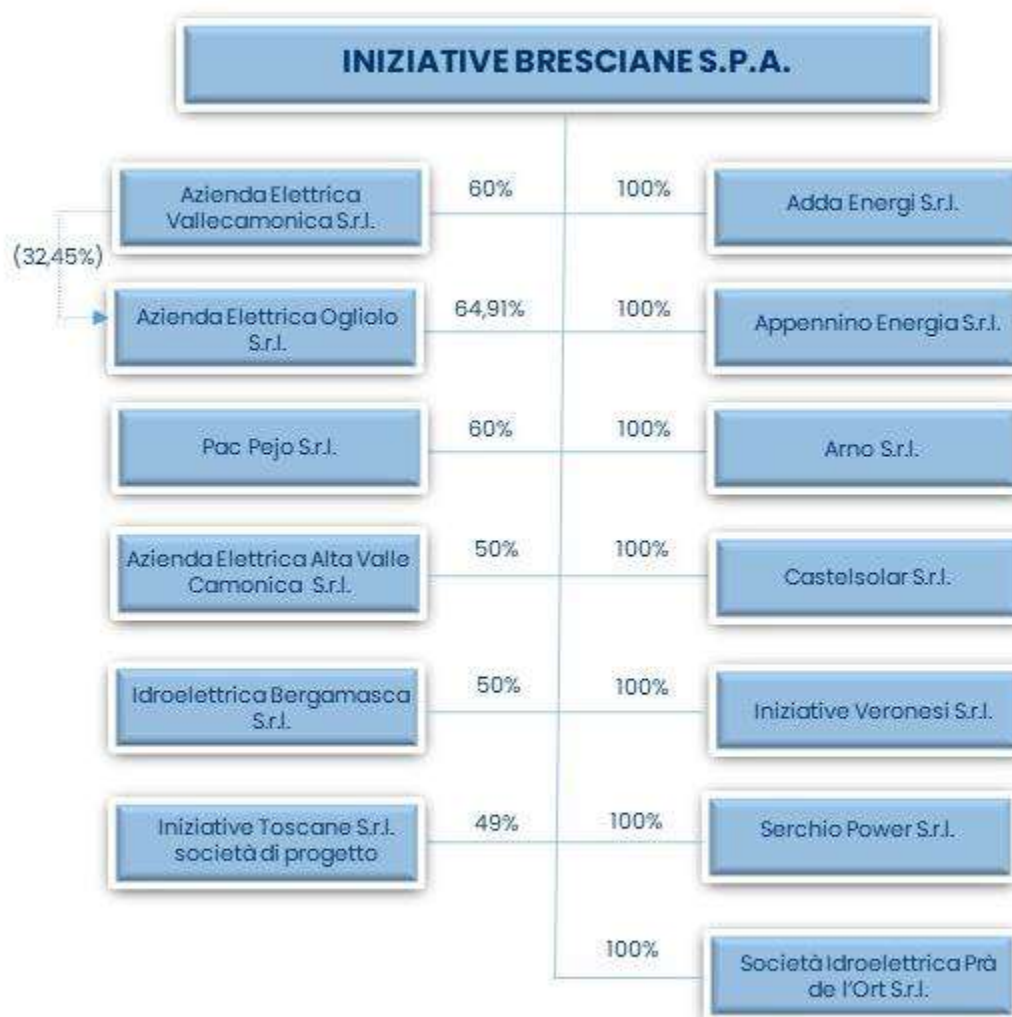 INIZIATIVE BRESCIANE S.P.A.
Azienda Elettrica
Vallecamonica S.r.l.
60%
100%
Adda Energi S.r.l.
(32,45%)
Azienda Elettrica Ogliolo
S.r.l.
64,91%
100%
Appennino Energia S.r.l.
Pac Pejo S.r.l.
60%
100%
Arno S.r.l.
Azienda Elettrica Alta Valle
Camonica S.r.l.
50%
100%
Castelsolar S.r.l.
Idroelettrica Bergamasca
S.r.l.
50%
100%
Iniziative Veronesi S.r.l.
Iniziative Toscane S.r.l.
società di progetto
49%
100%
Serchio Power S.r.l.
100%
Società Idroelettrica Prà
de l'Ort S.r.l.